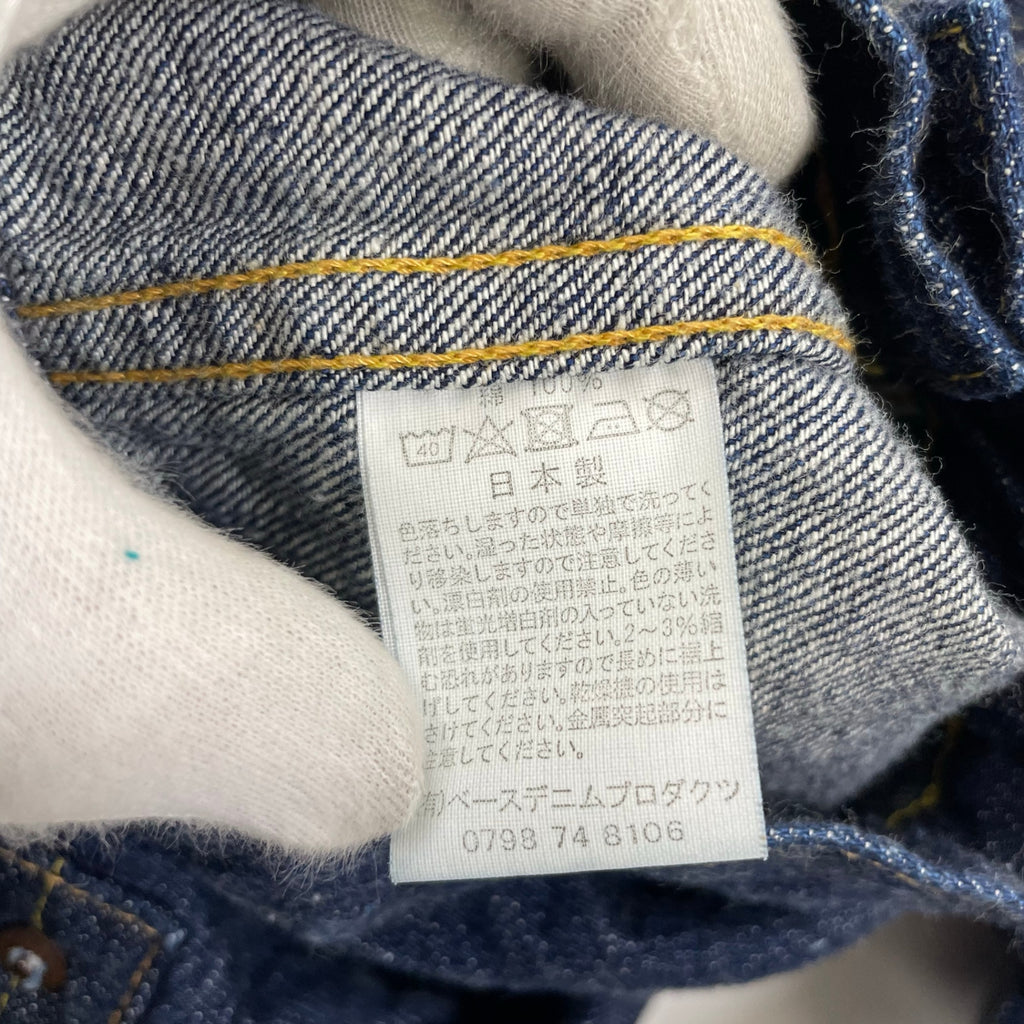 綿 100%
40
日本製
色落ちしますので単独で洗ってく
ださい。湿った状態や摩擦等によ
り移染しますので注意してくださ
い。漂白剤の使用禁止。色の薄い
物は蛍光増白剤の入っていない洗
剤を使用してください。2～3%縮
む恐れがありますので長めに裾上
げしてください。乾燥機の使用は
さけてください。金属突起部分に
注意してください。
(有)ベースデニムプロダクツ
0798 74 8106